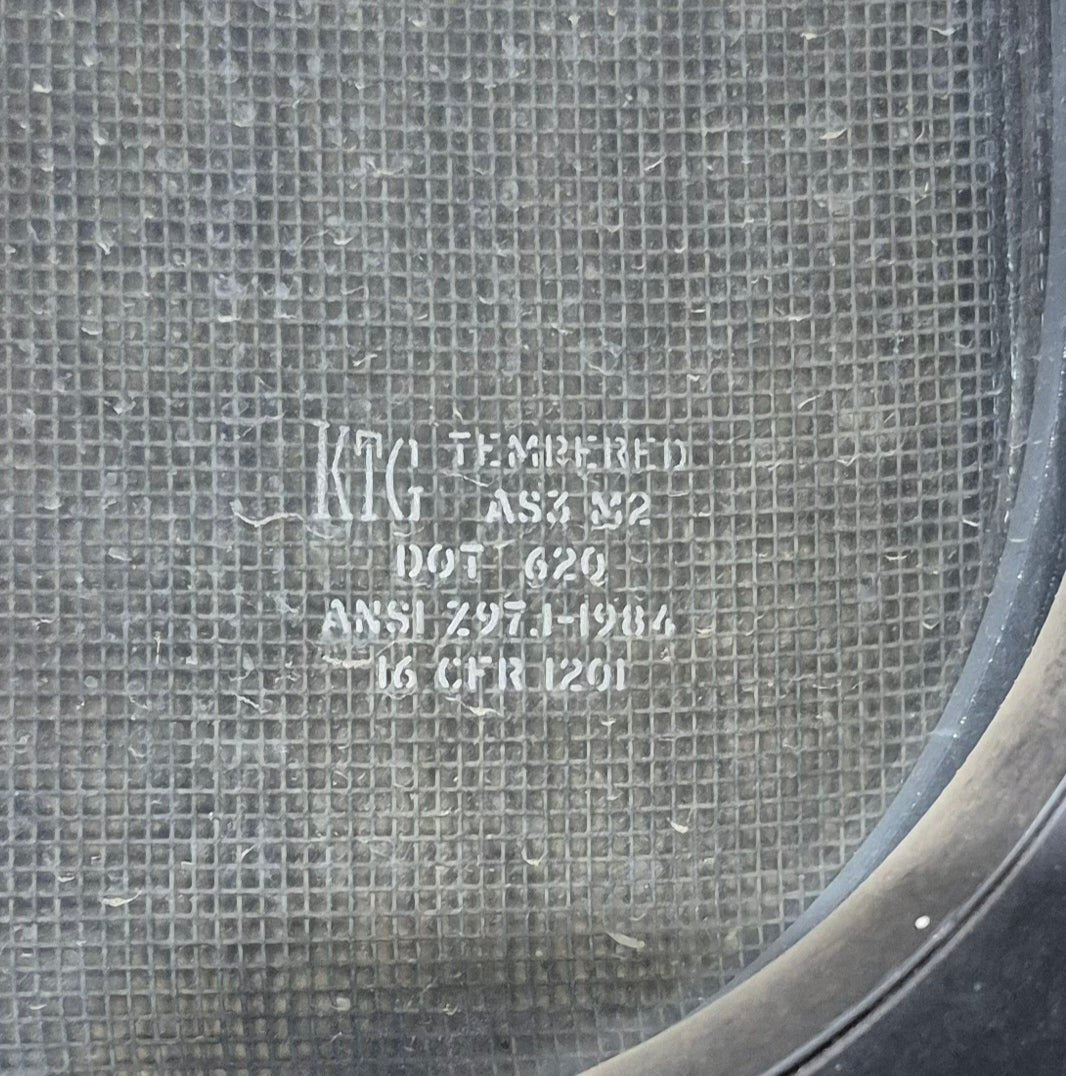 KTG TEMPERED
AS3 M2
DOT 620
ANSI Z97.1-1984
16 CFR 1201